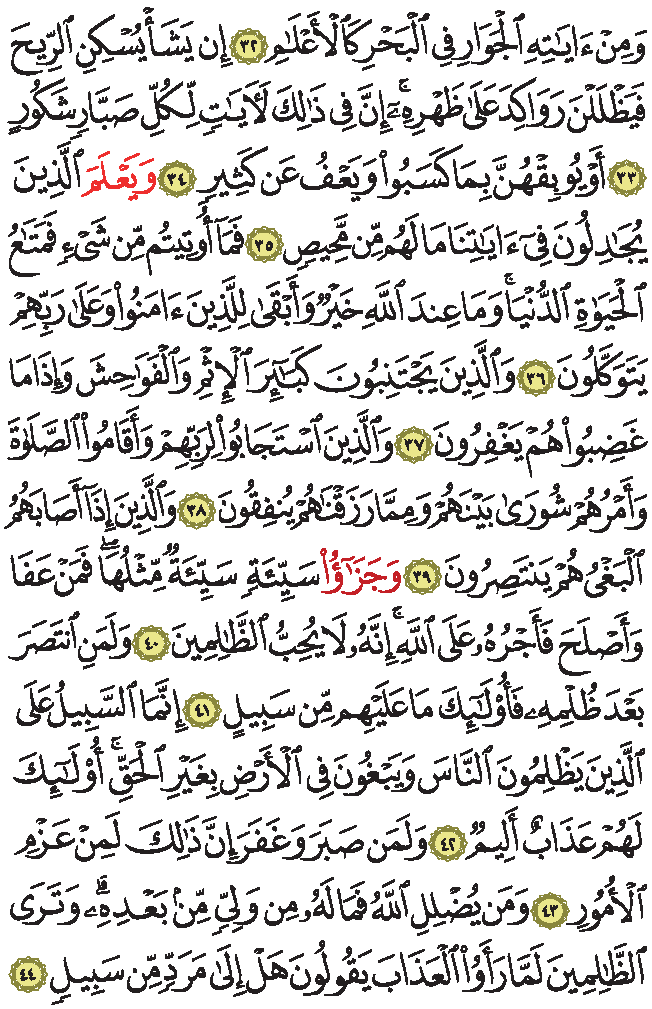 وَمِنْ ءَايَٰتِهِ ٱلْجَوَارِ فِي ٱلْبَحْرِ كَٱلْأَعْلَٰمِ ٣٢ إِن يَشَأْ يُسْكِنِ ٱلرِّيحَ
فَيَظْلَلْنَ رَوَاكِدَ عَلَىٰ ظَهْرِهِۦٓ ۚ إِنَّ فِي ذَٰلِكَ لَءَايَٰتٍ لِّكُلِّ صَبَّارٍ شَكُورٍ
٣٣ أَوْ يُوبِقْهُنَّ بِمَا كَسَبُوا۟ وَيَعْفُ عَن كَثِيرٍ ٣٤ وَيَعْلَمَ ٱلَّذِينَ
يُجَٰدِلُونَ فِيٓ ءَايَٰتِنَا مَا لَهُم مِّن مَّحِيصٍ ٣٥ فَمَآ أُوتِيتُم مِّن شَيْءٍ فَمَتَٰعُ
ٱلْحَيَوٰةِ ٱلدُّنْيَا ۚ وَمَا عِندَ ٱللَّهِ خَيْرٌ وَأَبْقَىٰ لِلَّذِينَ ءَامَنُوا۟ وَعَلَىٰ رَبِّهِمْ
يَتَوَكَّلُونَ ٣٦ وَٱلَّذِينَ يَجْتَنِبُونَ كَبَٰٓئِرَ ٱلْإِثْمِ وَٱلْفَوَٰحِشَ وَإِذَا مَا
غَضِبُوا۟ هُمْ يَغْفِرُونَ ٣٧ وَٱلَّذِينَ ٱسْتَجَابُوا۟ لِرَبِّهِمْ وَأَقَامُوا۟ ٱلصَّلَوٰةَ
وَأَمْرُهُمْ شُورَىٰ بَيْنَهُمْ وَمِمَّا رَزَقْنَٰهُمْ يُنفِقُونَ ٣٨ وَٱلَّذِينَ إِذَآ أَصَابَهُمُ
ٱلْبَغْيُ هُمْ يَنتَصِرُونَ ٣٩ وَجَزَٰٓؤُا۟ سَيِّئَةٍ سَيِّئَةٌ مِّثْلُهَا ۖ فَمَنْ عَفَا
وَأَصْلَحَ فَأَجْرُهُۥ عَلَى ٱللَّهِ ۚ إِنَّهُۥ لَا يُحِبُّ ٱلظَّٰلِمِينَ ٤٠ وَلَمَنِ ٱنتَصَرَ
بَعْدَ ظُلْمِهِۦ فَأُو۟لَٰٓئِكَ مَا عَلَيْهِم مِّن سَبِيلٍ ٤١ إِنَّمَا ٱلسَّبِيلُ عَلَى
ٱلَّذِينَ يَظْلِمُونَ ٱلنَّاسَ وَيَبْغُونَ فِي ٱلْأَرْضِ بِغَيْرِ ٱلْحَقِّ ۚ أُو۟لَٰٓئِكَ
لَهُمْ عَذَابٌ أَلِيمٌ ٤٢ وَلَمَن صَبَرَ وَغَفَرَ إِنَّ ذَٰلِكَ لَمِنْ عَزْمِ
ٱلْأُمُورِ ٤٣ وَمَن يُضْلِلِ ٱللَّهُ فَمَا لَهُۥ مِن وَلِيٍّ مِّنۢ بَعْدِهِۦ ۗ وَتَرَى
ٱلظَّٰلِمِينَ لَمَّا رَأَوُا۟ ٱلْعَذَابَ يَقُولُونَ هَلْ إِلَىٰ مَرَدٍّ مِّن سَبِيلٍ ٤٤